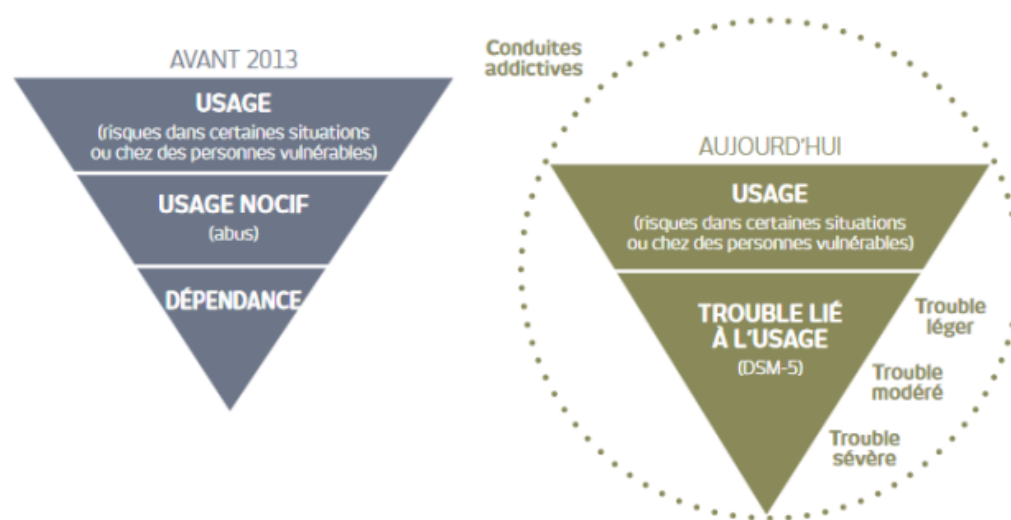 AVANT 2013
USAGE
(risques dans certaines situations
ou chez des personnes vulnérables)
USAGE NOCIF
(abus)
DÉPENDANCE
Conduites
addictives
AUJOURD'HUI
USAGE
(risques dans certaines situations
ou chez des personnes vulnérables)
TROUBLE LIÉ
À L'USAGE
(DSM-5)
Trouble
léger
Trouble
modéré
Trouble
sévère